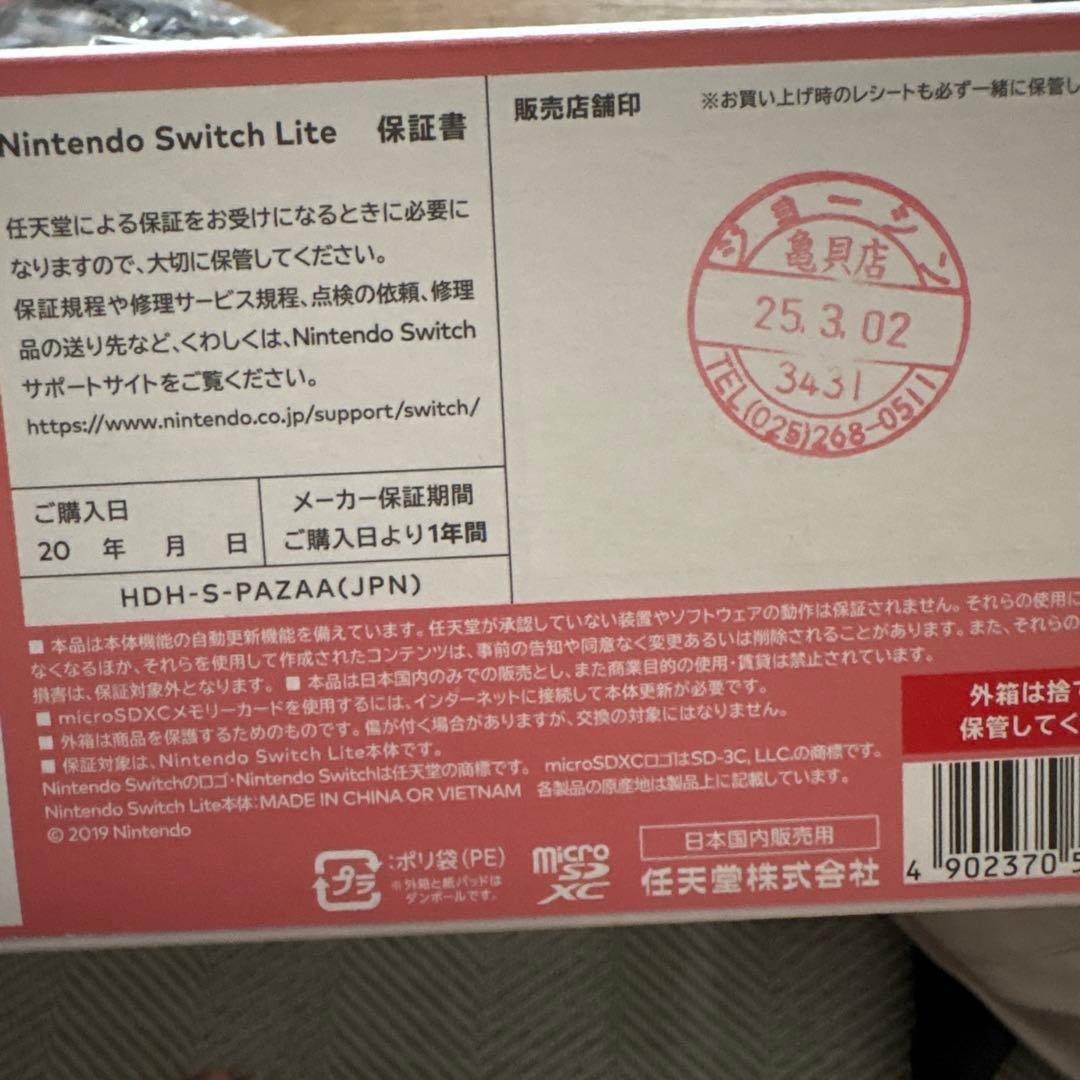 Nintendo Switch Lite 保証書
任天堂による保証をお受けになるときに必要に
なりますので、大切に保管してください。
保証規程や修理サービス規程、点検の依頼、修理
品の送り先など、くわしくは、Nintendo Switch
サポートサイトをご覧ください。
https://www.nintendo.co.jp/support/switch/
ご購入日
20 年 月 日
メーカー保証期間
ご購入日より1年間
HDH-S-PAZAA(JPN)
販売店舗印
※お買い上げ時のレシートも必ず一緒に保管し
ジョーシン
亀貝店
25.3.02
3431
TEL(025)268-0511
■ 本品は本体機能の自動更新機能を備えています。任天堂が承認していない装置やソフトウェアの動作は保証されません。それらの使用に
なくなるほか、それらを使用して作成されたコンテンツは、事前の告知や同意なく変更あるいは削除されることがあります。また、それらの
損害は、保証対象外となります。 ■ 本品は日本国内のみでの販売とし、また商業目的の使用・賃貸は禁止されています。
■ microSDXCメモリーカードを使用するには、インターネットに接続して本体更新が必要です。
■ 外箱は商品を保護するためのものです。傷が付く場合がありますが、交換の対象にはなりません。
■ 保証対象は、Nintendo Switch Lite本体です。
Nintendo Switchのロゴ・Nintendo Switchは任天堂の商標です。 microSDXCロゴはSD-3C, LLC.の商標です。
Nintendo Switch Lite本体：MADE IN CHINA OR VIETNAM 各製品の原産地は製品上に記載しています。
© 2019 Nintendo
外箱は捨て
保管してく
プラ
：ポリ袋(PE)
※外箱と紙パッドは
ダンボールです。
micro
SD
XC
日本国内販売用
任天堂株式会社
4 902370 5